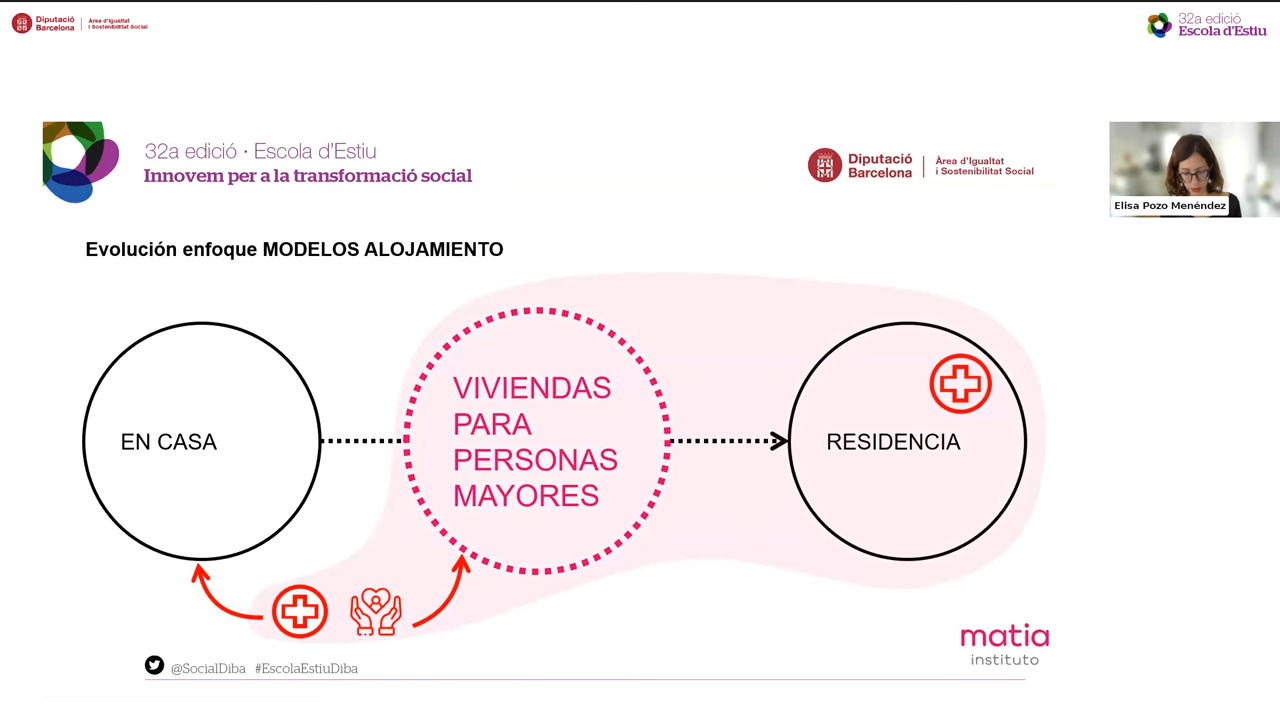 Diputació
Barcelona
Àrea d'Igualtat
i Sostenibilitat Social
32a edició
Escola d'Estiu
32a edició · Escola d'Estiu
Innovem per a la transformació social
Diputació
Barcelona
Àrea d'Igualtat
i Sostenibilitat Social
Elisa Pozo Menéndez
Evolución enfoque MODELOS ALOJAMIENTO
EN CASA
VIVIENDAS
PARA
PERSONAS
MAYORES
RESIDENCIA
matia
instituto
@SocialDiba #EscolaEstiuDiba